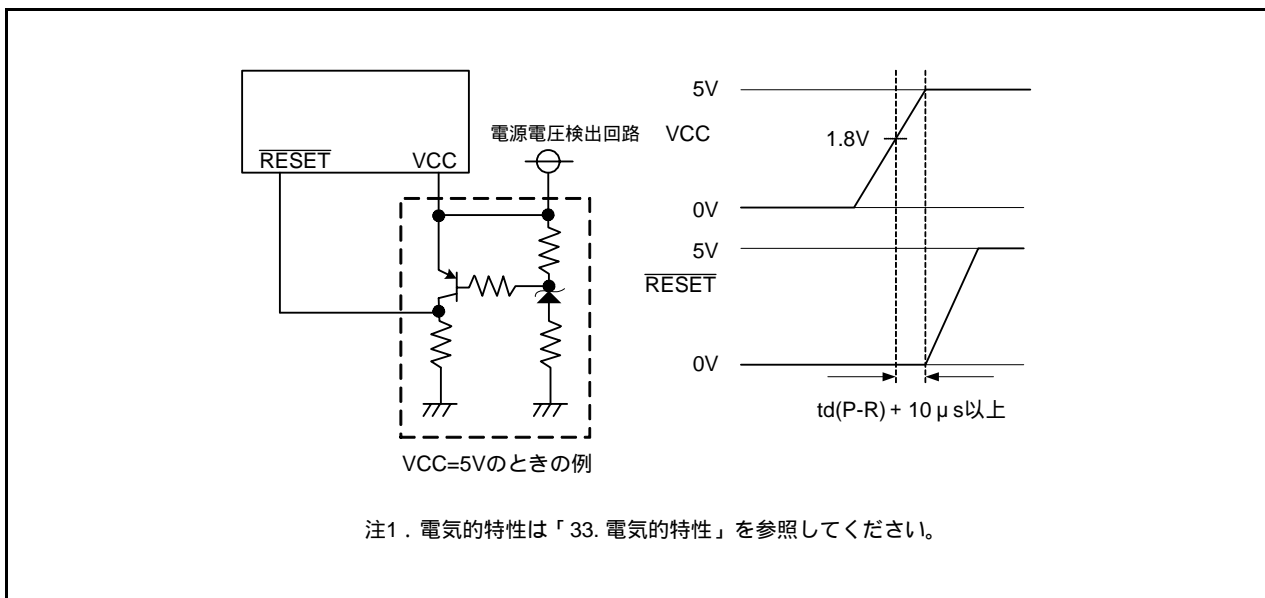 RESET VCC
電源電圧検出回路
VCC=5Vのときの例
5V
VCC
1.8V
0V
5V
RESET
0V
td(P-R) + 10 μs以上
注1. 電気的特性は「33. 電気的特性」を参照してください。